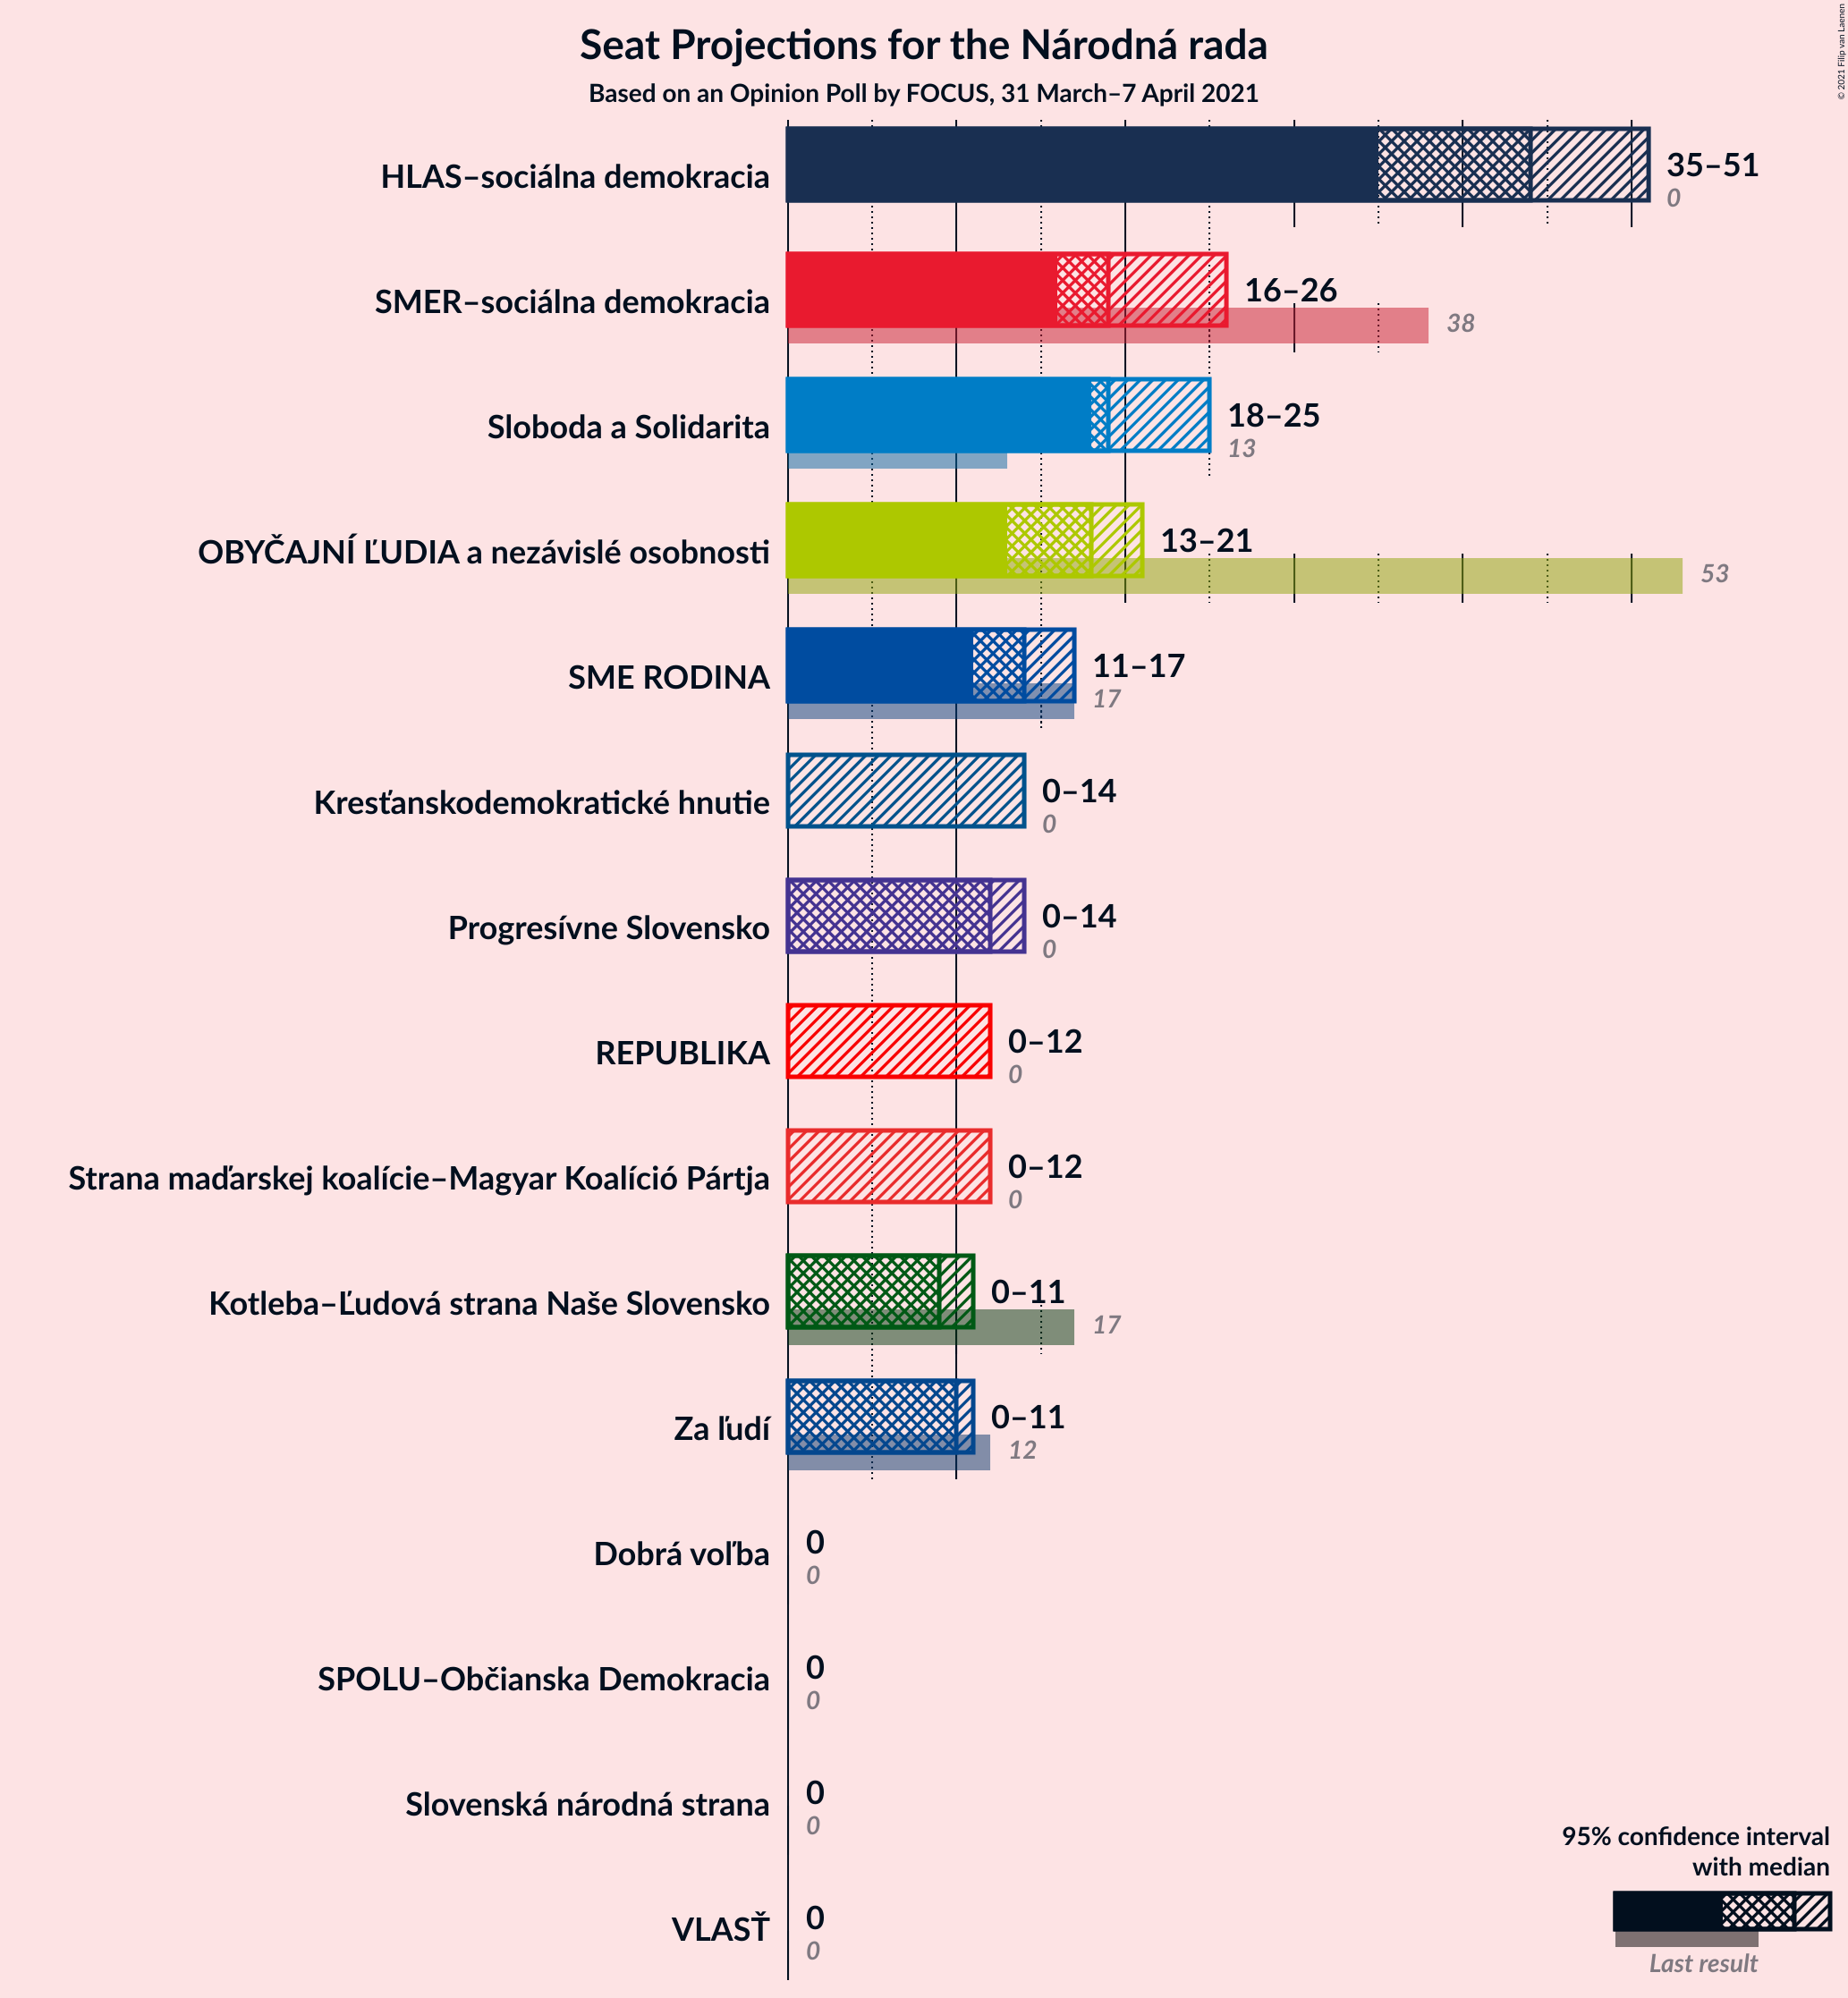 Seat Projections for the Národná rada
Based on an Opinion Poll by FOCUS, 31 March–7 April 2021
© 2021 Filip van Laenen
HLAS–sociálna demokracia
35–51
0
SMER–sociálna demokracia
16–26
38
Sloboda a Solidarita
18–25
13
OBYČAJNÍ ĽUDIA a nezávislé osobnosti
13–21
53
SME RODINA
11–17
17
Kresťanskodemokratické hnutie
0–14
0
Progresívne Slovensko
0–14
0
REPUBLIKA
0–12
0
Strana maďarskej koalície–Magyar Koalíció Pártja
0–12
0
Kotleba–Ľudová strana Naše Slovensko
0–11
17
Za ľudí
0–11
12
Dobrá voľba
0
0
SPOLU–Občianska Demokracia
0
0
Slovenská národná strana
0
0
VLASŤ
0
0
95% confidence interval
with median
Last result